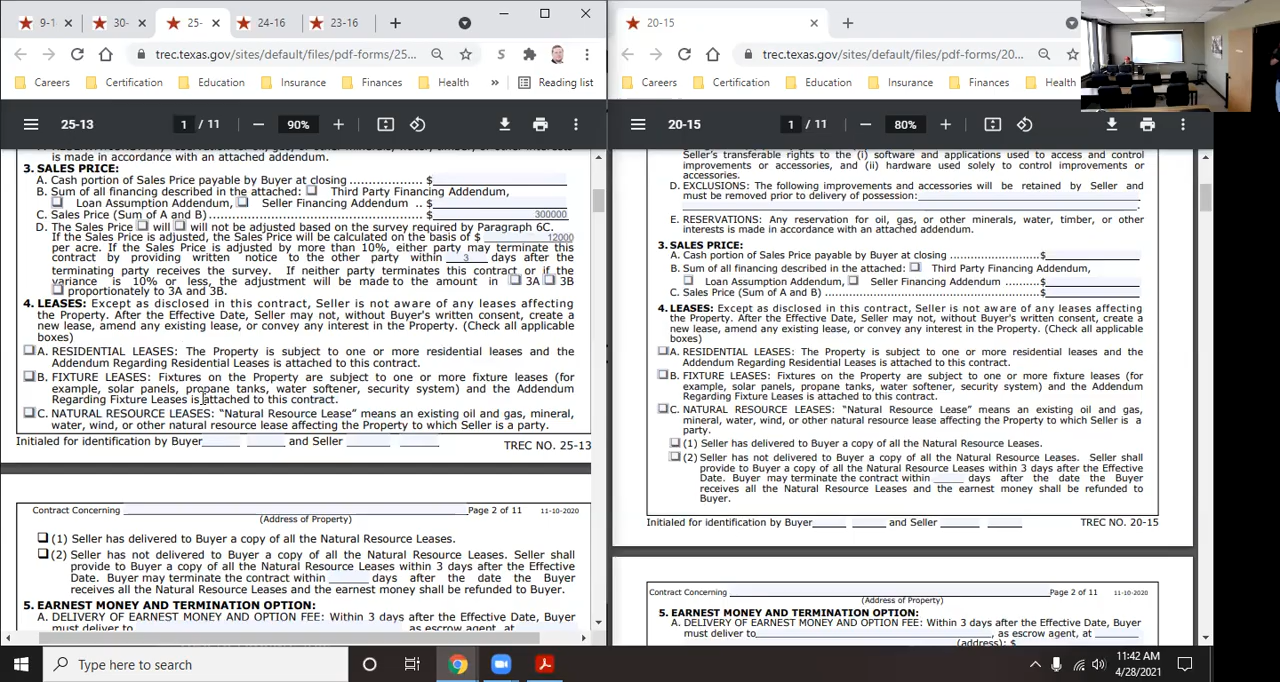 9-1
30-
25-
24-16
23-16
trec.texas.gov/sites/default/files/pdf-forms/25...
S
Careers
Certification
Education
Insurance
Finances
Health
»
Reading list
25-13
1 / 11
90%
is made in accordance with an attached addendum.
3. SALES PRICE:
A. Cash portion of Sales Price payable by Buyer at closing .................... $
B. Sum of all financing described in the attached: Third Party Financing Addendum,
Loan Assumption Addendum, Seller Financing Addendum .. $
C. Sales Price (Sum of A and B) ................................................ $ 300000
D. The Sales Price will will not be adjusted based on the survey required by Paragraph 6C.
If the Sales Price is adjusted, the Sales Price will be calculated on the basis of $ 12000
per acre. If the Sales Price is adjusted by more than 10%, either party may terminate this
contract by providing written notice to the other party within 3 days after the
terminating party receives the survey. If neither party terminates this contract or if the
variance is 10% or less, the adjustment will be made to the amount in 3A 3B
proportionately to 3A and 3B.
4. LEASES: Except as disclosed in this contract, Seller is not aware of any leases affecting
the Property. After the Effective Date, Seller may not, without Buyer's written consent, create a
new lease, amend any existing lease, or convey any interest in the Property. (Check all applicable
boxes)
A. RESIDENTIAL LEASES: The Property is subject to one or more residential leases and the
Addendum Regarding Residential Leases is attached to this contract.
B. FIXTURE LEASES: Fixtures on the Property are subject to one or more fixture leases (for
example, solar panels, propane tanks, water softener, security system) and the Addendum
Regarding Fixture Leases is attached to this contract.
C. NATURAL RESOURCE LEASES: "Natural Resource Lease" means an existing oil and gas, mineral,
water, wind, or other natural resource lease affecting the Property to which Seller is a party.
Initialed for identification by Buyer and Seller TREC NO. 25-13
Contract Concerning Page 2 of 11 11-10-2020
(Address of Property)
(1) Seller has delivered to Buyer a copy of all the Natural Resource Leases.
(2) Seller has not delivered to Buyer a copy of all the Natural Resource Leases. Seller shall
provide to Buyer a copy of all the Natural Resource Leases within 3 days after the Effective
Date. Buyer may terminate the contract within days after the date the Buyer
receives all the Natural Resource Leases and the earnest money shall be refunded to Buyer.
5. EARNEST MONEY AND TERMINATION OPTION:
A. DELIVERY OF EARNEST MONEY AND OPTION FEE: Within 3 days after the Effective Date, Buyer
must deliver to as escrow agent, at
20-15
trec.texas.gov/sites/default/files/pdf-forms/20...
Careers
Certification
Education
Insurance
Finances
Health
20-15
1 / 11
80%
Seller's transferable rights to the (i) software and applications used to access and control
improvements or accessories, and (ii) hardware used solely to control improvements or
accessories.
D. EXCLUSIONS: The following improvements and accessories will be retained by Seller and
must be removed prior to delivery of possession:
E. RESERVATIONS: Any reservation for oil, gas, or other minerals, water, timber, or other
interests is made in accordance with an attached addendum.
3. SALES PRICE:
A. Cash portion of Sales Price payable by Buyer at closing ....................... $
B. Sum of all financing described in the attached: Third Party Financing Addendum,
Loan Assumption Addendum, Seller Financing Addendum ..... $
C. Sales Price (Sum of A and B) ................................................ $
4. LEASES: Except as disclosed in this contract, Seller is not aware of any leases affecting
the Property. After the Effective Date, Seller may not, without Buyer's written consent, create a
new lease, amend any existing lease, or convey any interest in the Property. (Check all applicable
boxes)
A. RESIDENTIAL LEASES: The Property is subject to one or more residential leases and the
Addendum Regarding Residential Leases is attached to this contract.
B. FIXTURE LEASES: Fixtures on the Property are subject to one or more fixture leases (for
example, solar panels, propane tanks, water softener, security system) and the Addendum
Regarding Fixture Leases is attached to this contract.
C. NATURAL RESOURCE LEASES: "Natural Resource Lease" means an existing oil and gas,
mineral, water, wind, or other natural resource lease affecting the Property to which Seller is a
party.
(1) Seller has delivered to Buyer a copy of all the Natural Resource Leases.
(2) Seller has not delivered to Buyer a copy of all the Natural Resource Leases. Seller shall
provide to Buyer a copy of all the Natural Resource Leases within 3 days after the Effective
Date. Buyer may terminate the contract within days after the date the Buyer
receives all the Natural Resource Leases and the earnest money shall be refunded to
Buyer.
Initialed for identification by Buyer and Seller TREC NO. 20-15
Contract Concerning Page 2 of 11 11-10-2020
(Address of Property)
5. EARNEST MONEY AND TERMINATION OPTION:
A. DELIVERY OF EARNEST MONEY AND OPTION FEE: Within 3 days after the Effective Date, Buyer
must deliver to , as escrow agent, at
(address): $
Type here to search
11:42 AM
4/28/2021